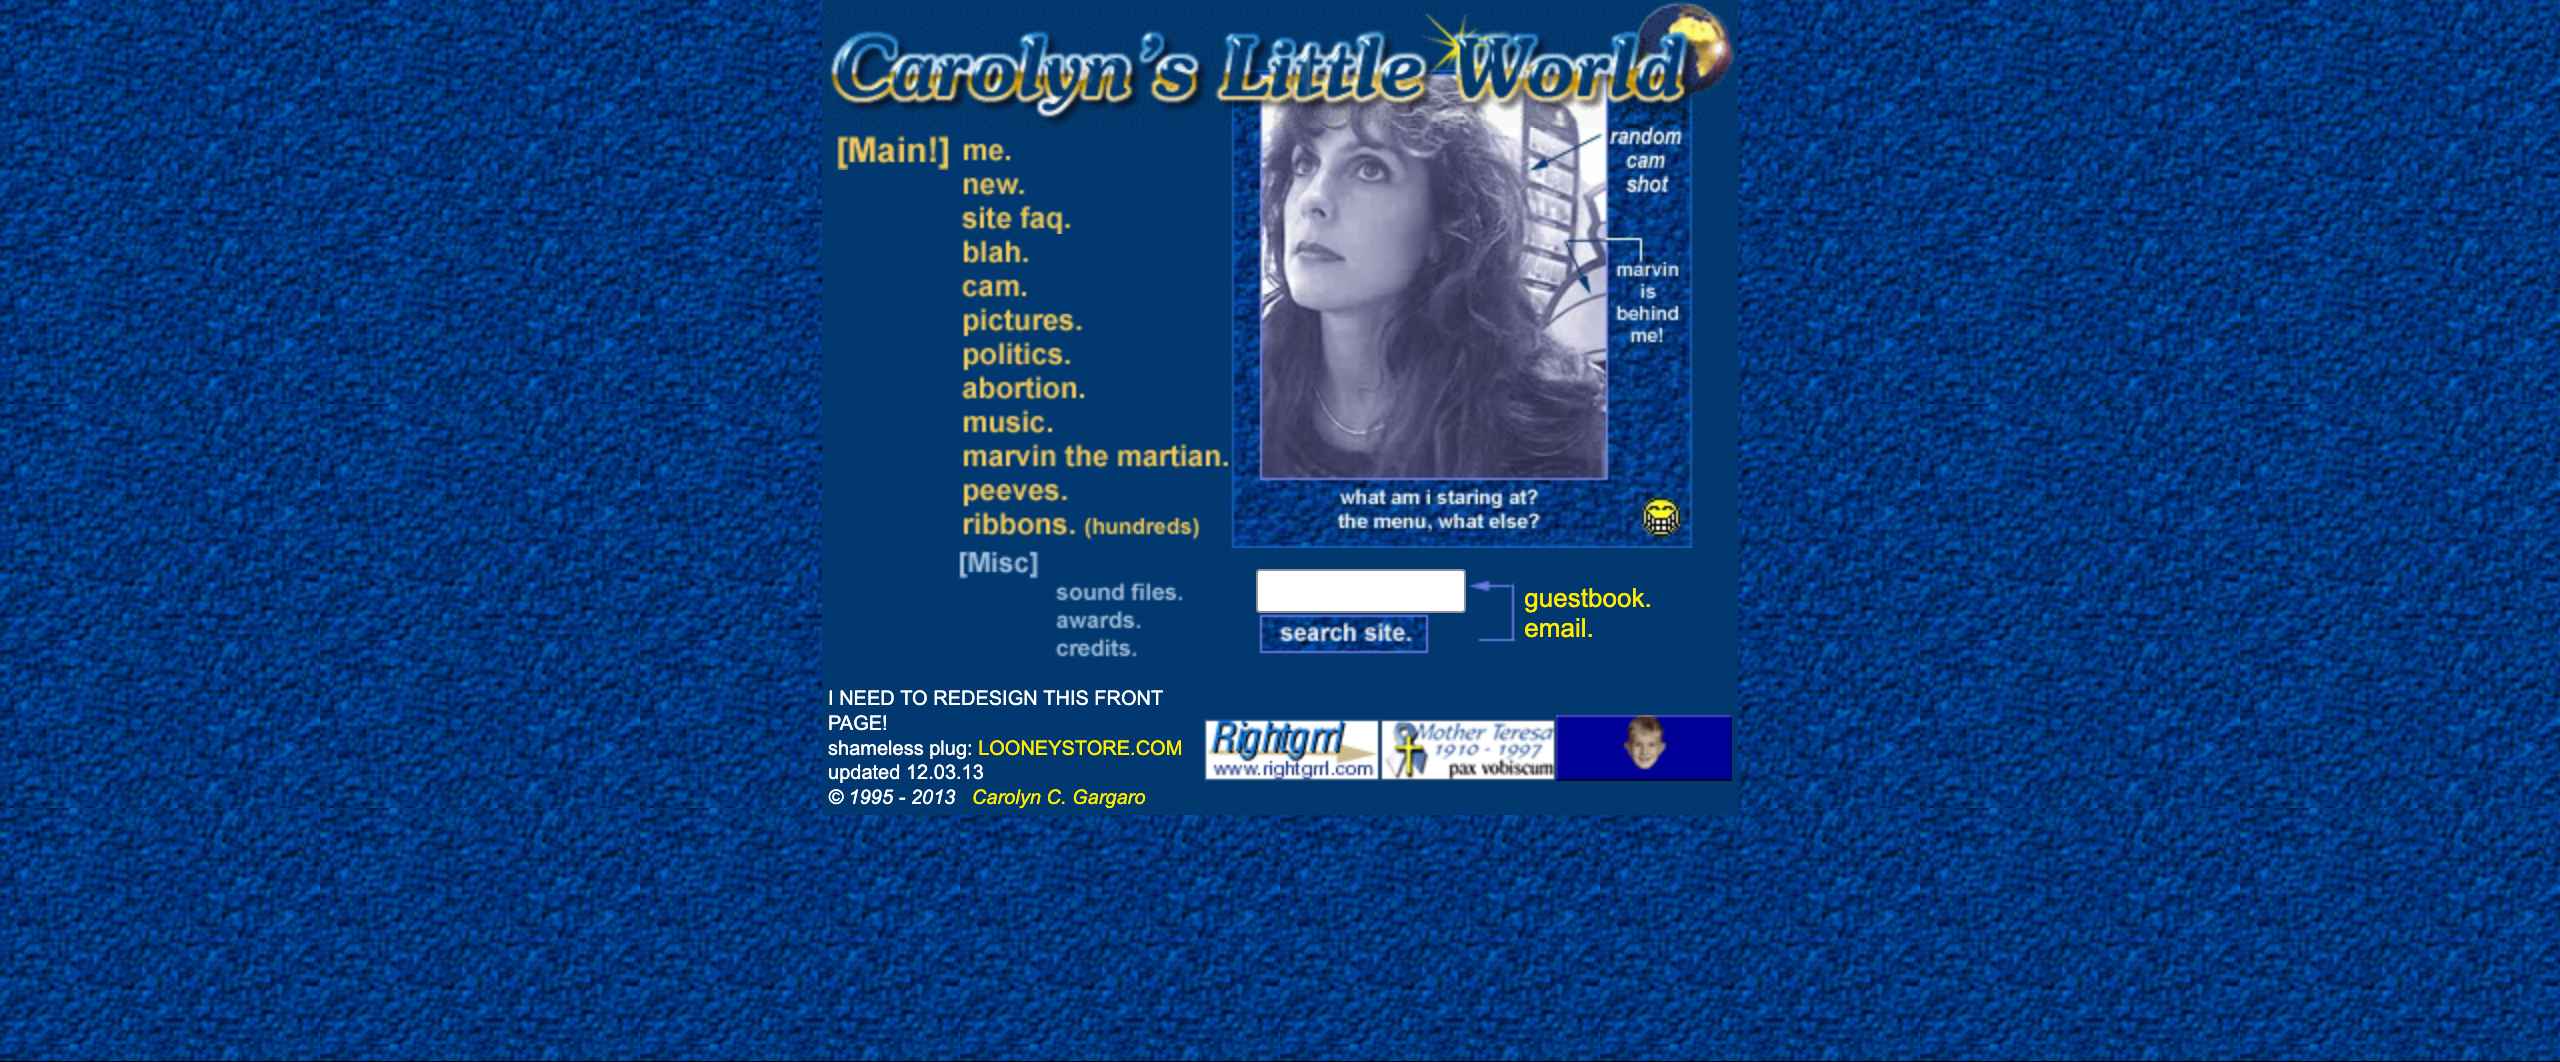 Carolyn's Little World
[Main!] me.
new.
site faq.
blah.
cam.
pictures.
politics.
abortion.
music.
marvin the martian.
peeves.
ribbons. (hundreds)
[Misc]
sound files.
awards.
credits.
random
cam
shot
marvin
is
behind
me!
what am i staring at?
the menu, what else?
search site.
guestbook.
email.
I NEED TO REDESIGN THIS FRONT
PAGE!
shameless plug: LOONEYSTORE.COM
updated 12.03.13
© 1995 - 2013 Carolyn C. Gargaro
Rightgrrl
www.rightgrrl.com
Mother Teresa
1910 - 1997
pax vobiscum